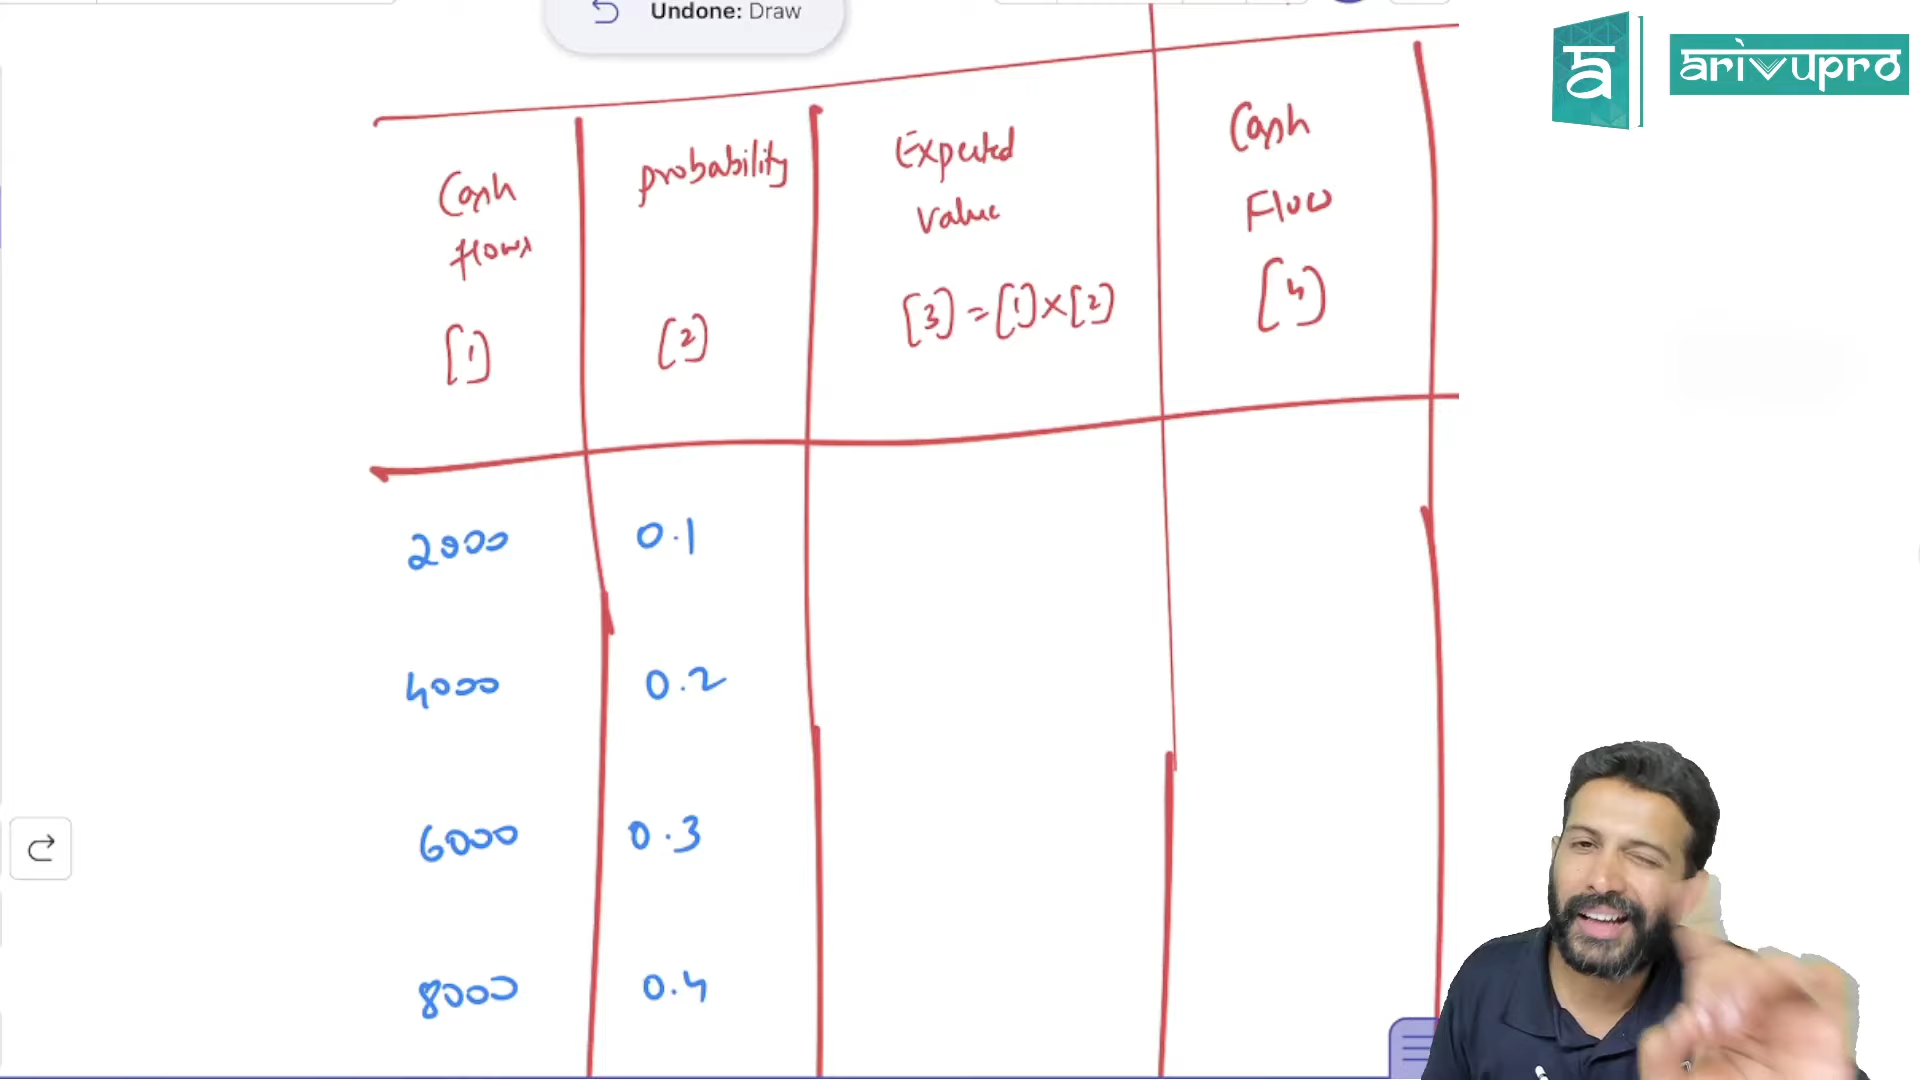 Undone: Draw
ā
arivupro
Cash
flows
[1]
probability
[2]
Expected
Value
[3] = [1] × [2]
Cash
Flow
[4]
2000
0.1
4000
0.2
6000
0.3
8000
0.4